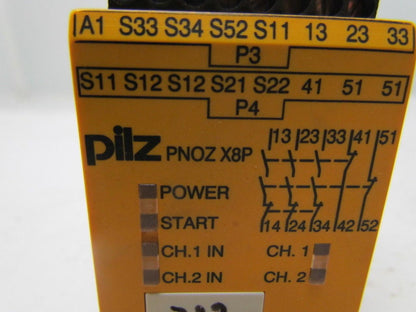 A1 S33 S34 S52 S11 13 23 33
P3
S11 S12 S12 S21 S22 41 51 51
P4
pilz PNOZ X8P
13 23 33 41 51
POWER
START
14 24 34 42 52
CH.1 IN CH. 1
CH.2 IN CH. 2